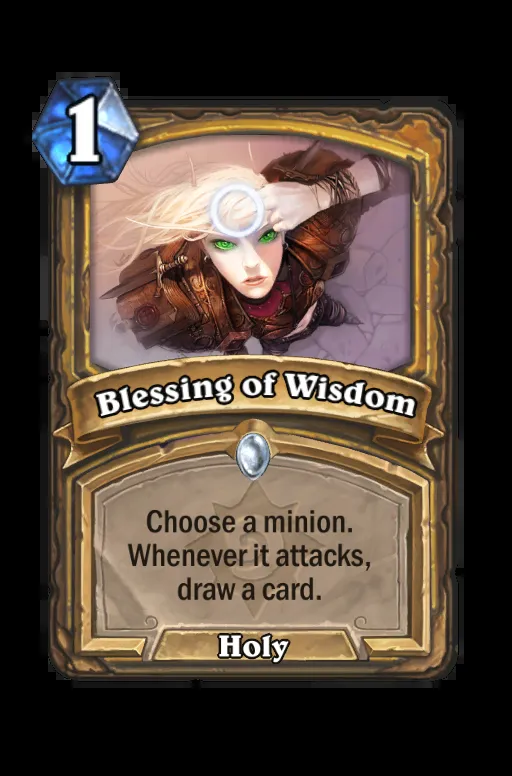 1
Blessing of Wisdom
Choose a minion.
Whenever it attacks,
draw a card.
Holy